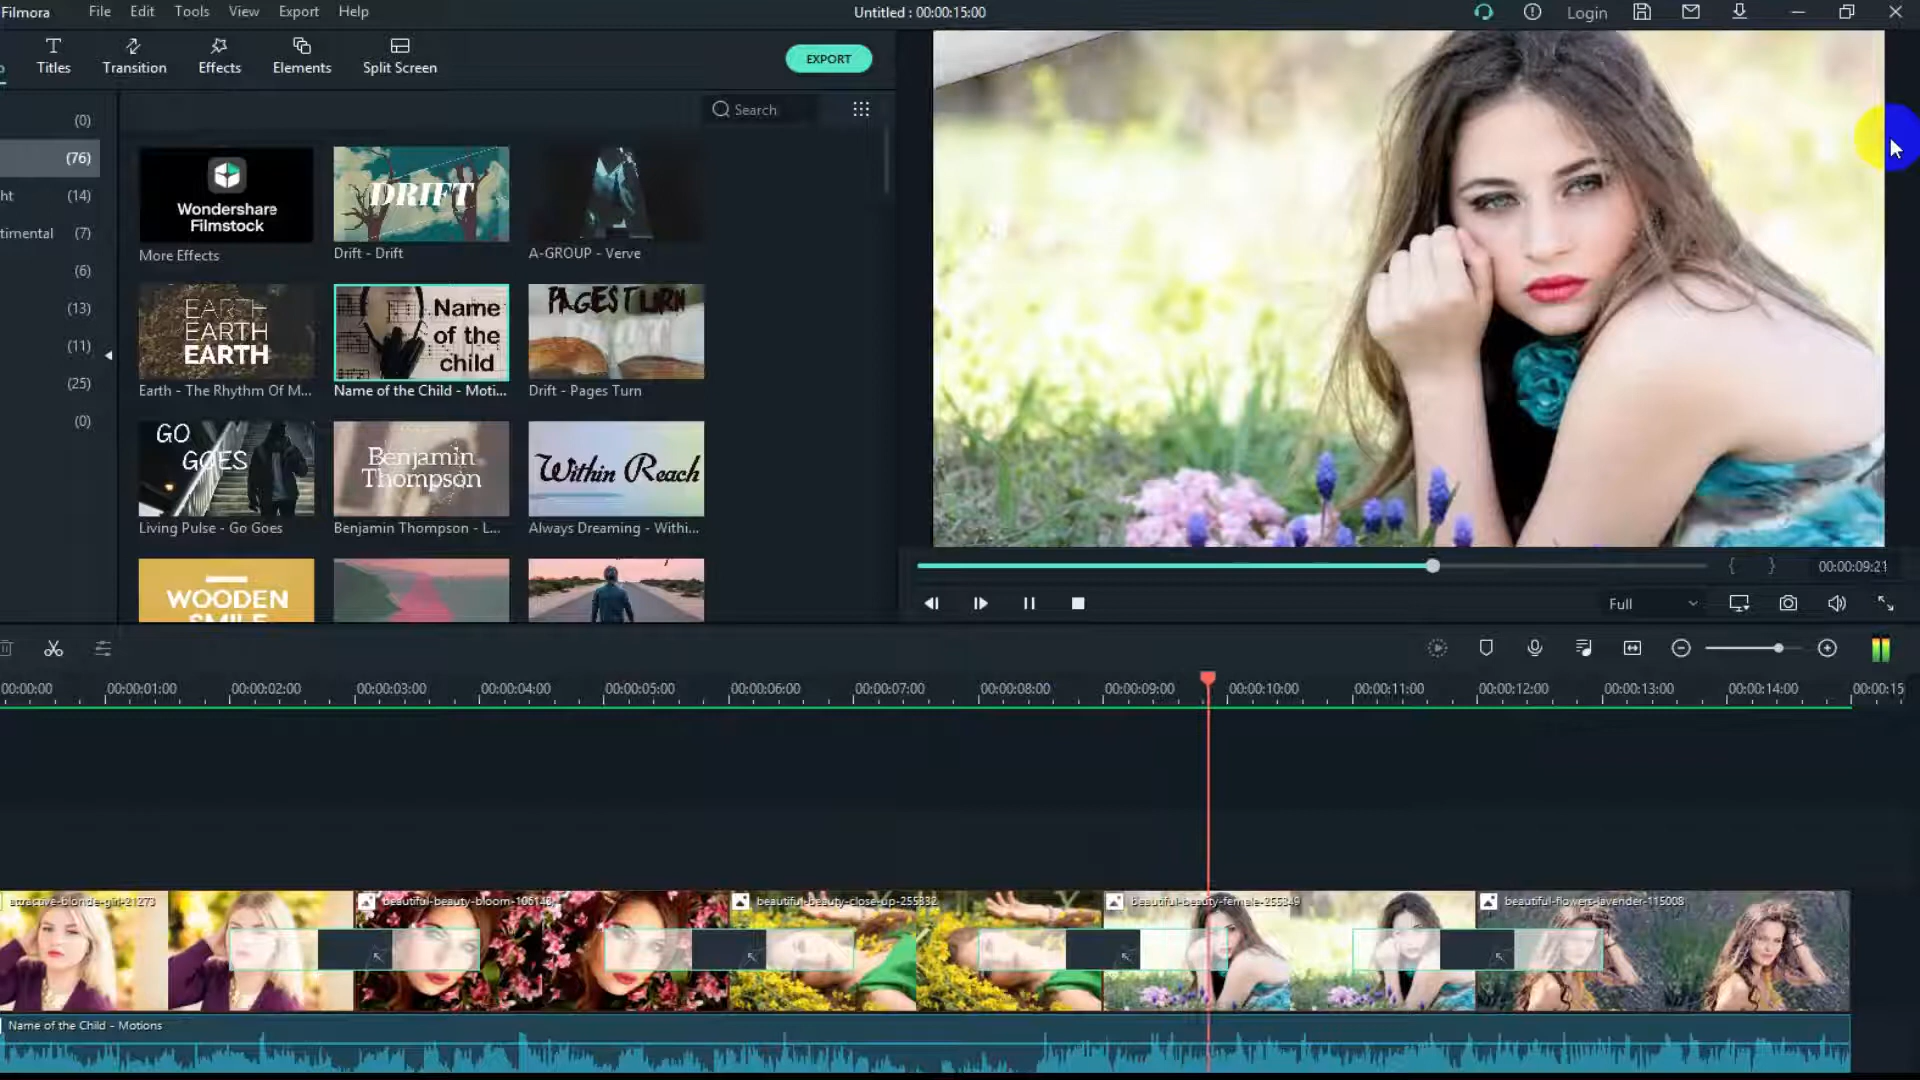 Filmora File Edit Tools View Export Help Untitled : 00:00:15:00 Login
Titles Transition Effects Elements Split Screen EXPORT
Search
(0)
(76)
ht (14)
timental (7)
(6)
(13)
(11)
(25)
(0)
Wondershare
Filmstock
More Effects
DRIFT
Drift - Drift
A-GROUP - Verve
EARTH
EARTH
EARTH
Earth - The Rhythm Of M...
Name
of the
child
Name of the Child - Moti...
PAGES TURN
Drift - Pages Turn
GO
GOES
Living Pulse - Go Goes
Benjamin
Thompson
Benjamin Thompson - L...
Within Reach
Always Dreaming - Withi...
WOODEN
SMILE
{ } 00:00:09:21
Full
00:00:00 00:00:01:00 00:00:02:00 00:00:03:00 00:00:04:00 00:00:05:00 00:00:06:00 00:00:07:00 00:00:08:00 00:00:09:00 00:00:10:00 00:00:11:00 00:00:12:00 00:00:13:00 00:00:14:00 00:00:15
attractive-blonde-girl-21273 beautiful-beauty-bloom-106148 beautiful-beauty-close-up-255332 beautiful-beauty-female-255349 beautiful-flowers-lavender-115008
Name of the Child - Motions